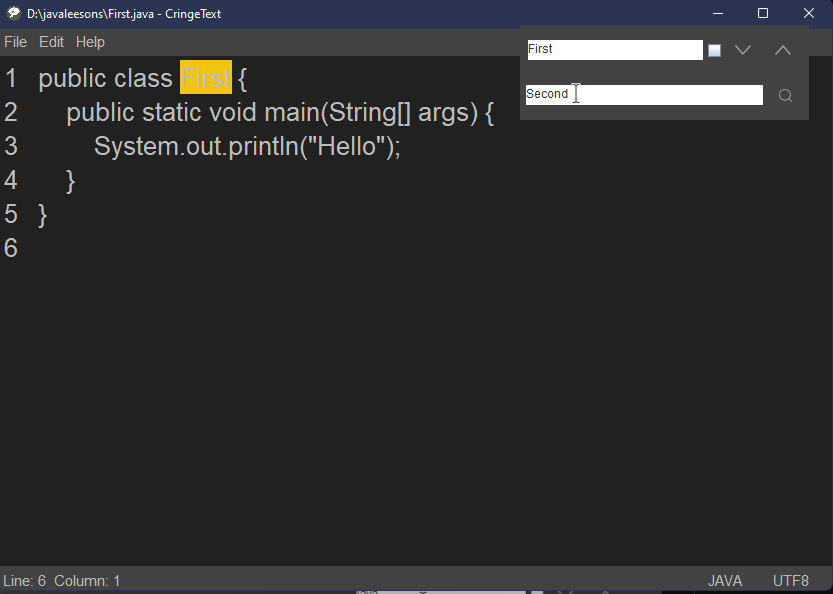 D:\javaleesons\First.java - CringeText
File Edit Help
First
Second
1 public class First {
2 public static void main(String[] args) {
3 System.out.println("Hello");
4 }
5 }
6
Line: 6 Column: 1 JAVA UTF8